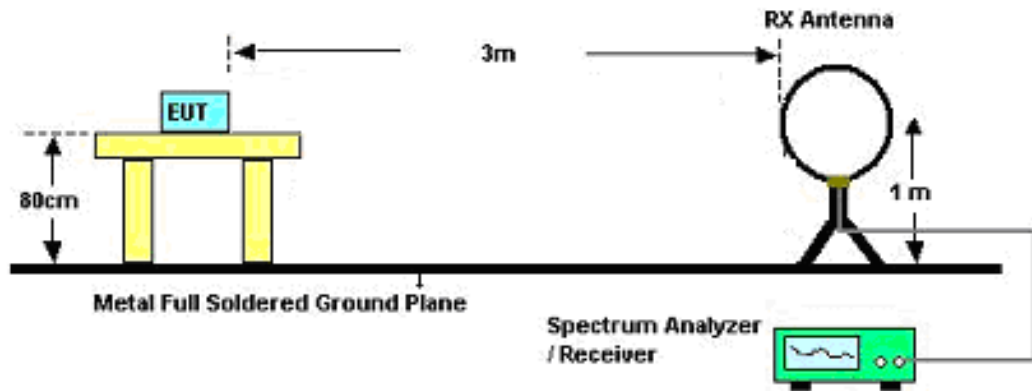 RX Antenna
3m
EUT
80cm
1 m
Metal Full Soldered Ground Plane
Spectrum Analyzer
/ Receiver